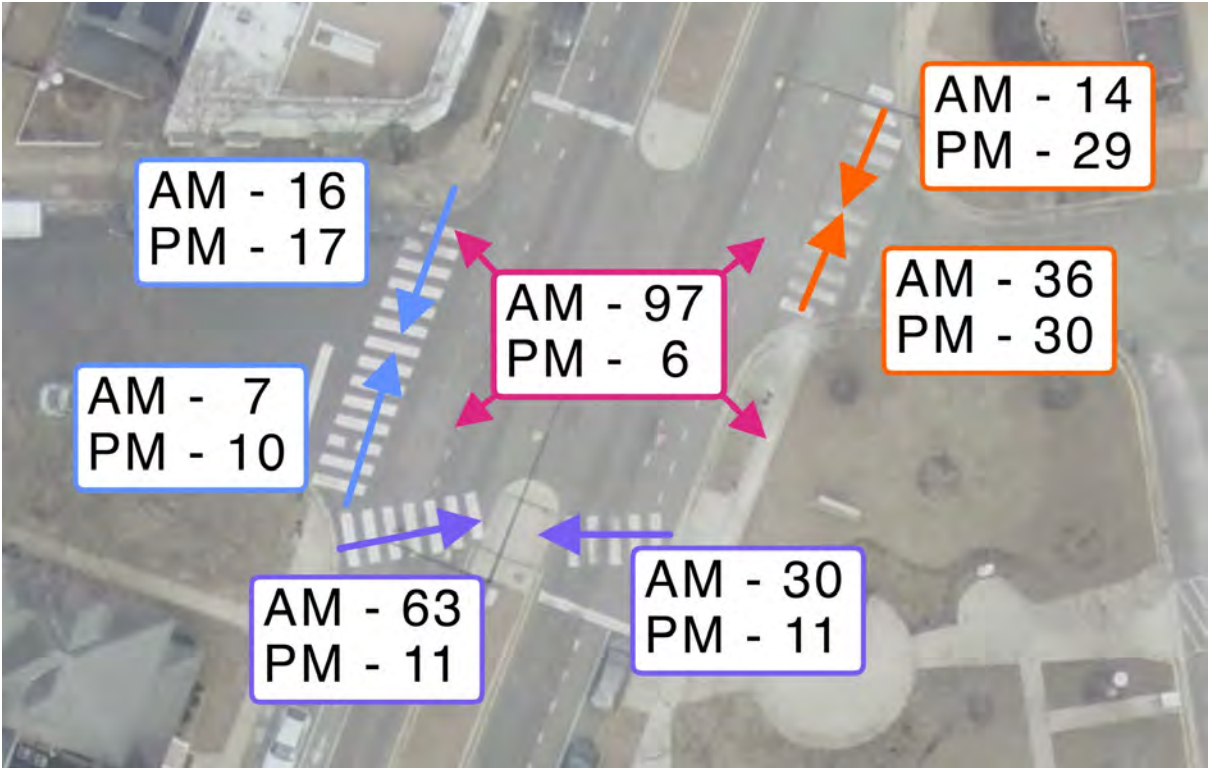 AM - 14
PM - 29
AM - 16
PM - 17
AM - 36
PM - 30
AM - 97
PM - 6
AM - 7
PM - 10
AM - 63
PM - 11
AM - 30
PM - 11